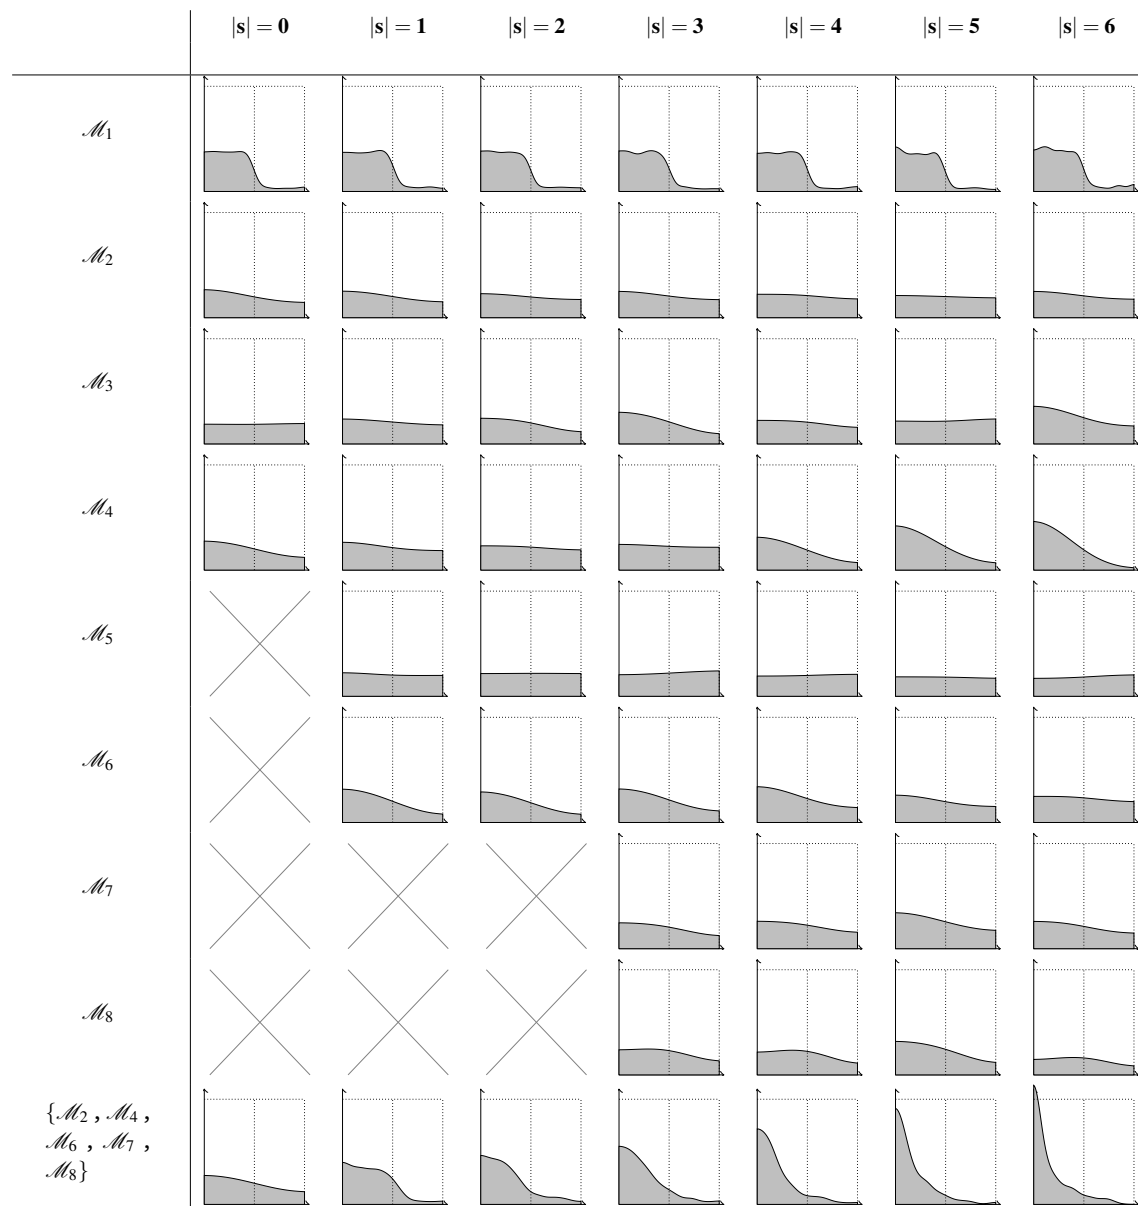 |s| = 0 |s| = 1 |s| = 2 |s| = 3 |s| = 4 |s| = 5 |s| = 6
ℳ1
ℳ2
ℳ3
ℳ4
ℳ5
ℳ6
ℳ7
ℳ8
{ℳ2 , ℳ4 ,
ℳ6 , ℳ7 ,
ℳ8}